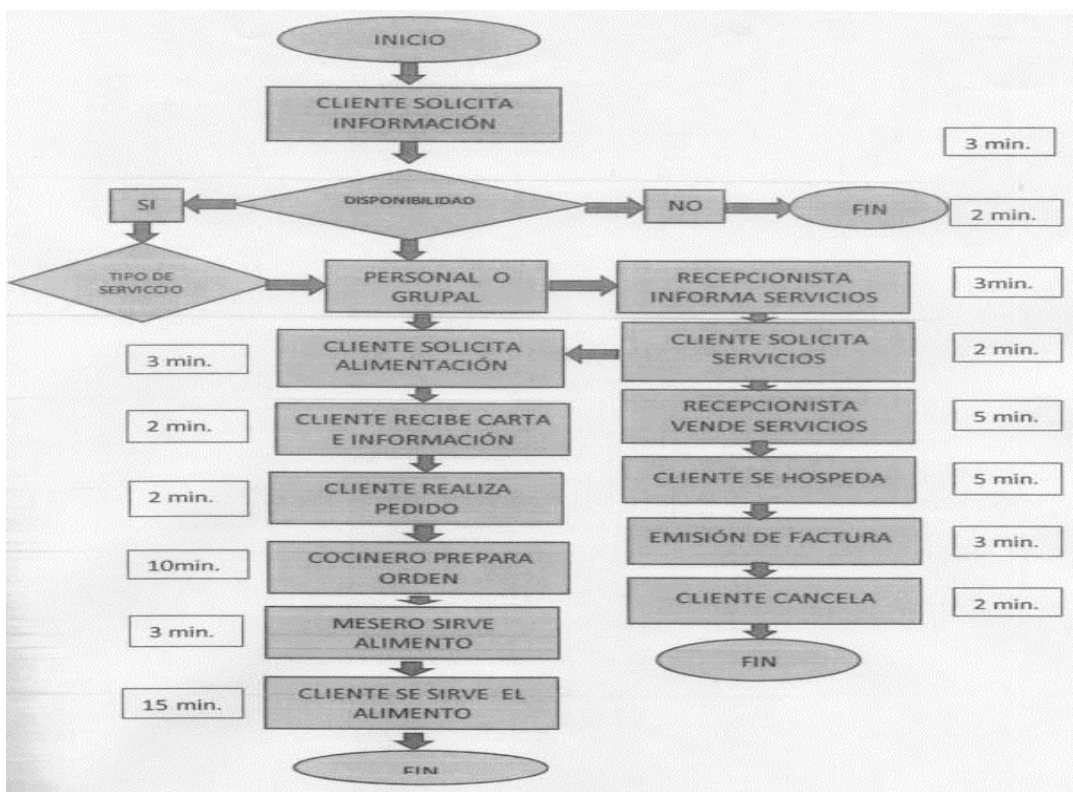 INICIO
CLIENTE SOLICITA
INFORMACIÓN
3 min.
DISPONIBILIDAD
SI
NO
FIN
2 min.
TIPO DE
SERVICCIO
PERSONAL O
GRUPAL
RECEPCIONISTA
INFORMA SERVICIOS
3min.
3 min.
CLIENTE SOLICITA
ALIMENTACIÓN
CLIENTE SOLICITA
SERVICIOS
2 min.
2 min.
CLIENTE RECIBE CARTA
E INFORMACIÓN
RECEPCIONISTA
VENDE SERVICIOS
5 min.
2 min.
CLIENTE REALIZA
PEDIDO
CLIENTE SE HOSPEDA
5 min.
10min.
COCINERO PREPARA
ORDEN
EMISIÓN DE FACTURA
3 min.
3 min.
MESERO SIRVE
ALIMENTO
CLIENTE CANCELA
2 min.
FIN
15 min.
CLIENTE SE SIRVE EL
ALIMENTO
FIN